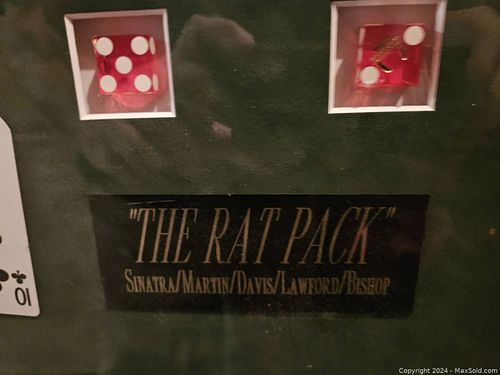 "THE RAT PACK"
SINATRA/MARTIN/DAVIS/LAWFORD/BISHOP
10
Copyright © 2024 - MaxSold.com